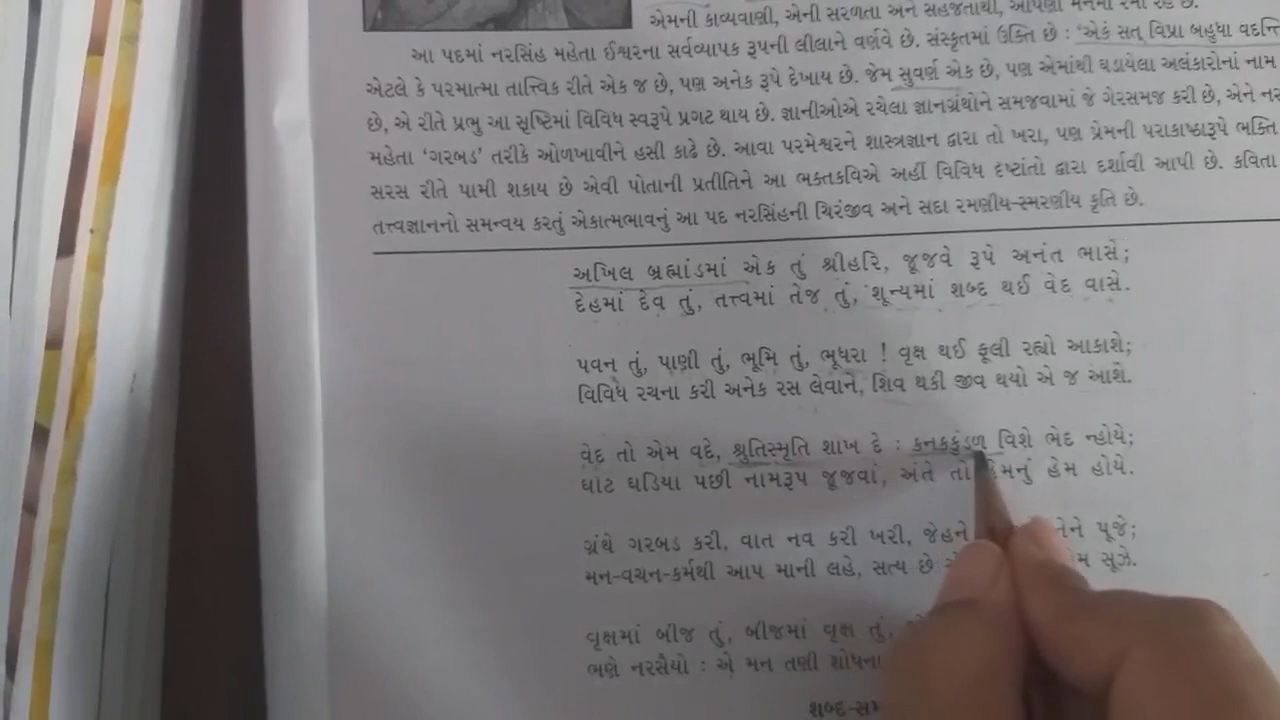 એમની કાવ્યવાણી, એની સરળતા અને સહજતાથી, આપણા મનમાં રમી રહે છે.
આ પદમાં નરસિંહ મહેતા ઈશ્વરના સર્વવ્યાપક રૂપની લીલાને વર્ણવે છે. સંસ્કૃતમાં ઉક્તિ છે : 'એકં સત્ વિપ્રા બહુધા વદન્તિ
એટલે કે પરમાત્મા તાત્ત્વિક રીતે એક જ છે, પણ અનેક રૂપે દેખાય છે. જેમ સુવર્ણ એક છે, પણ એમાંથી ઘડાયેલા અલંકારોનાં નામ
છે, એ રીતે પ્રભુ આ સૃષ્ટિમાં વિવિધ સ્વરૂપે પ્રગટ થાય છે. જ્ઞાનીઓએ રચેલા જ્ઞાનગ્રંથોને સમજવામાં જે ગેરસમજ કરી છે, એને નર
મહેતા 'ગરબડ' તરીકે ઓળખાવીને હસી કાઢે છે. આવા પરમેશ્વરને શાસ્ત્રજ્ઞાન દ્વારા તો ખરા, પણ પ્રેમની પરાકાષ્ઠારૂપે ભક્તિ
સરસ રીતે પામી શકાય છે એવી પોતાની પ્રતીતિને આ ભક્તકવિએ અહીં વિવિધ દૃષ્ટાંતો દ્વારા દર્શાવી આપી છે. કવિતા
તત્ત્વજ્ઞાનનો સમન્વય કરતું એકાત્મભાવનું આ પદ નરસિંહની ચિરંજીવ અને સદા રમણીય-સ્મરણીય કૃતિ છે.
અખિલ બ્રહ્માંડમાં એક તું શ્રીહરિ, જૂજવે રૂપે અનંત ભાસે;
દેહમાં દેવ તું, તત્ત્વમાં તેજ તું, શૂન્યમાં શબ્દ થઈ વેદ વાસે.
પવન તું, પાણી તું, ભૂમિ તું, ભૂધરા ! વૃક્ષ થઈ ફૂલી રહ્યો આકાશે;
વિવિધ રચના કરી અનેક રસ લેવાને, શિવ થકી જીવ થયો એ જ આશે.
વેદ તો એમ વદે, શ્રુતિસ્મૃતિ શાખ દે : કનકકુંડળ વિશે ભેદ ન્હોયે;
ઘાટ ઘડિયા પછી નામરૂપ જૂજવાં, અંતે તો હેમનું હેમ હોયે.
ગ્રંથે ગરબડ કરી, વાત નવ કરી ખરી, જેહને તેને પૂજે;
મન-વચન-કર્મથી આપ માની લહે, સત્ય છે સૂઝે.
વૃક્ષમાં બીજ તું, બીજમાં વૃક્ષ તું,
ભણે નરસૈયો : એ મન તણી શોધના